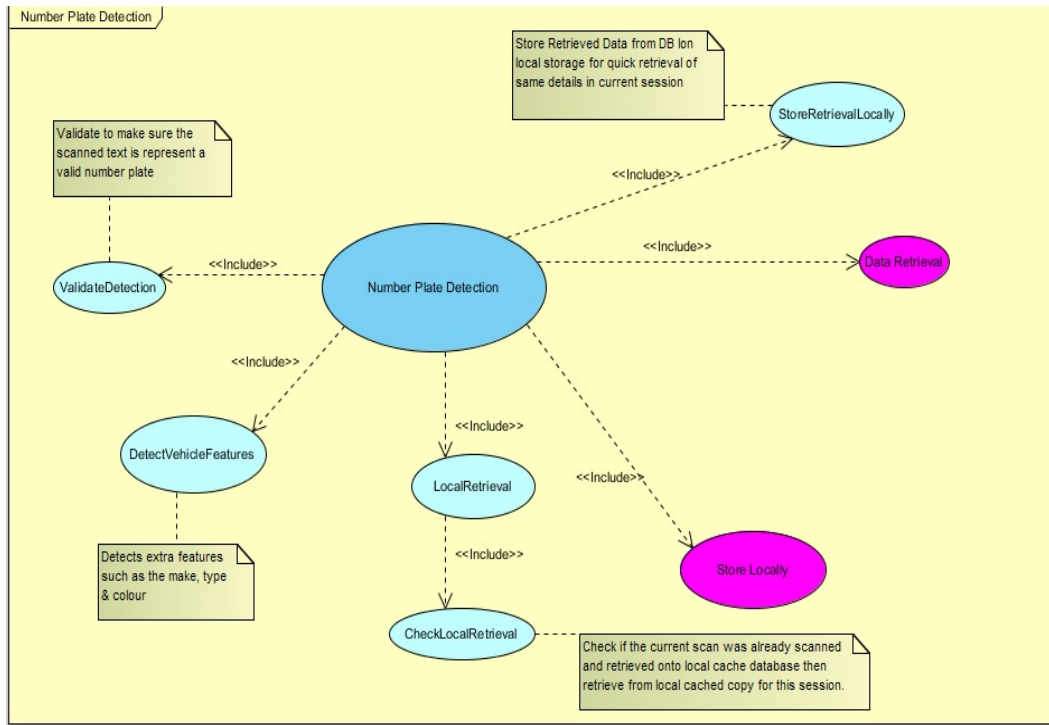 Number Plate Detection
Store Retrieved Data from DB Ion
local storage for quick retrieval of
same details in current session
StoreRetrievalLocally
Validate to make sure the
scanned text is represent a
valid number plate
<<Include>>
<<Include>>
Data Retrieval
<<Include>>
ValidateDetection
Number Plate Detection
<<Include>>
<<Include>>
DetectVehicleFeatures
LocalRetrieval
<<Include>>
Detects extra features
such as the make, type
& colour
<<Include>>
Store Locally
CheckLocalRetrieval
Check if the current scan was already scanned
and retrieved onto local cache database then
retrieve from local cached copy for this session.